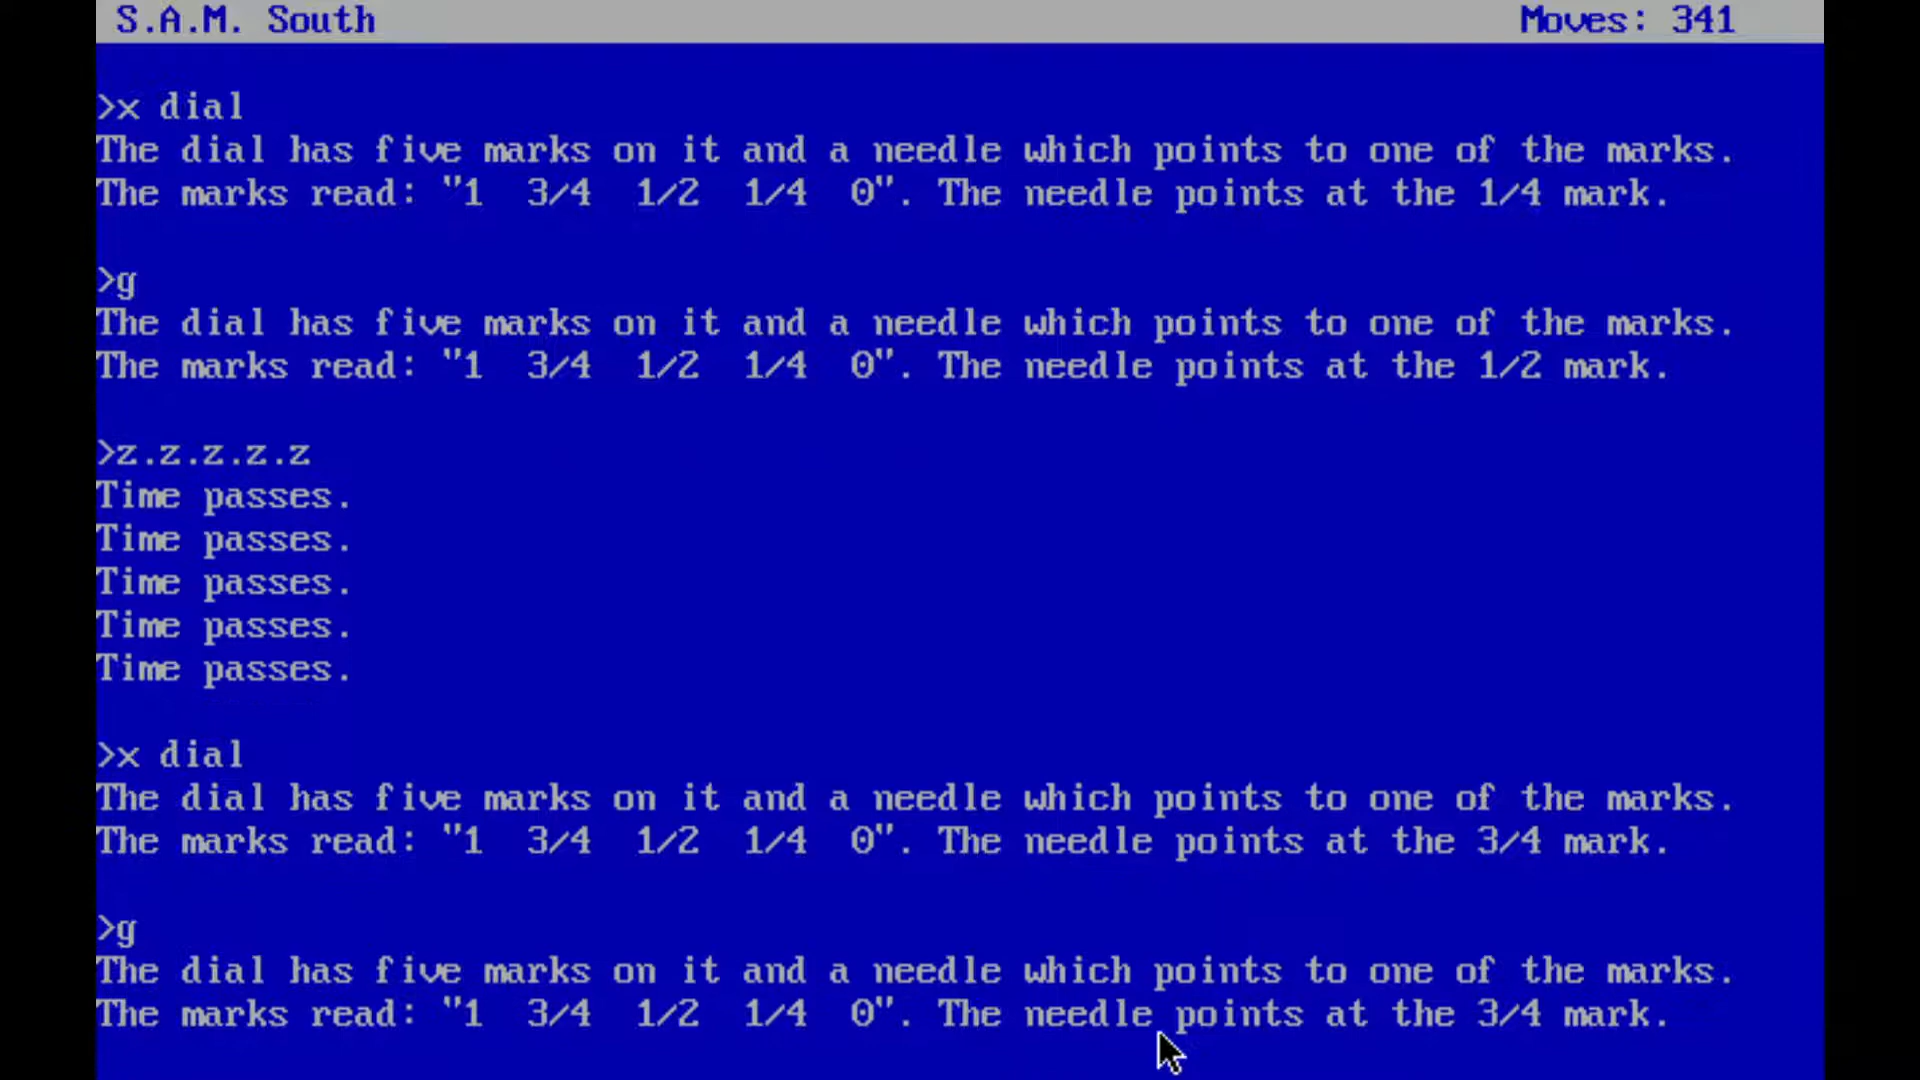 S.A.M. South Moves: 341
>x dial
The dial has five marks on it and a needle which points to one of the marks.
The marks read: "1  3/4  1/2  1/4  0". The needle points at the 1/4 mark.
>g
The dial has five marks on it and a needle which points to one of the marks.
The marks read: "1  3/4  1/2  1/4  0". The needle points at the 1/2 mark.
>z.z.z.z.z
Time passes.
Time passes.
Time passes.
Time passes.
Time passes.
>x dial
The dial has five marks on it and a needle which points to one of the marks.
The marks read: "1  3/4  1/2  1/4  0". The needle points at the 3/4 mark.
>g
The dial has five marks on it and a needle which points to one of the marks.
The marks read: "1  3/4  1/2  1/4  0". The needle points at the 3/4 mark.